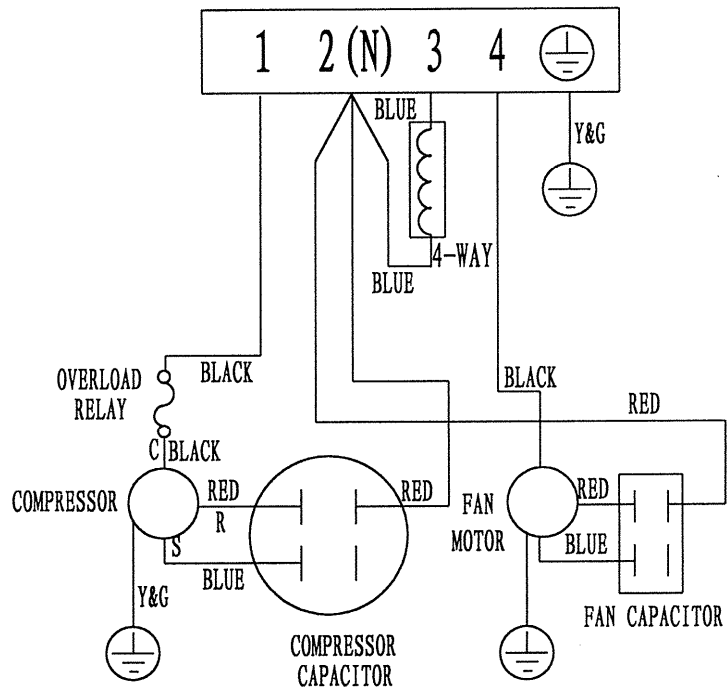 1 2(N) 3 4
BLUE
Y&G
4-WAY
BLUE
BLACK
OVERLOAD
RELAY
BLACK
RED
C BLACK
COMPRESSOR
RED
R
RED
FAN
MOTOR
RED
S
BLUE
BLUE
Y&G
FAN CAPACITOR
COMPRESSOR
CAPACITOR